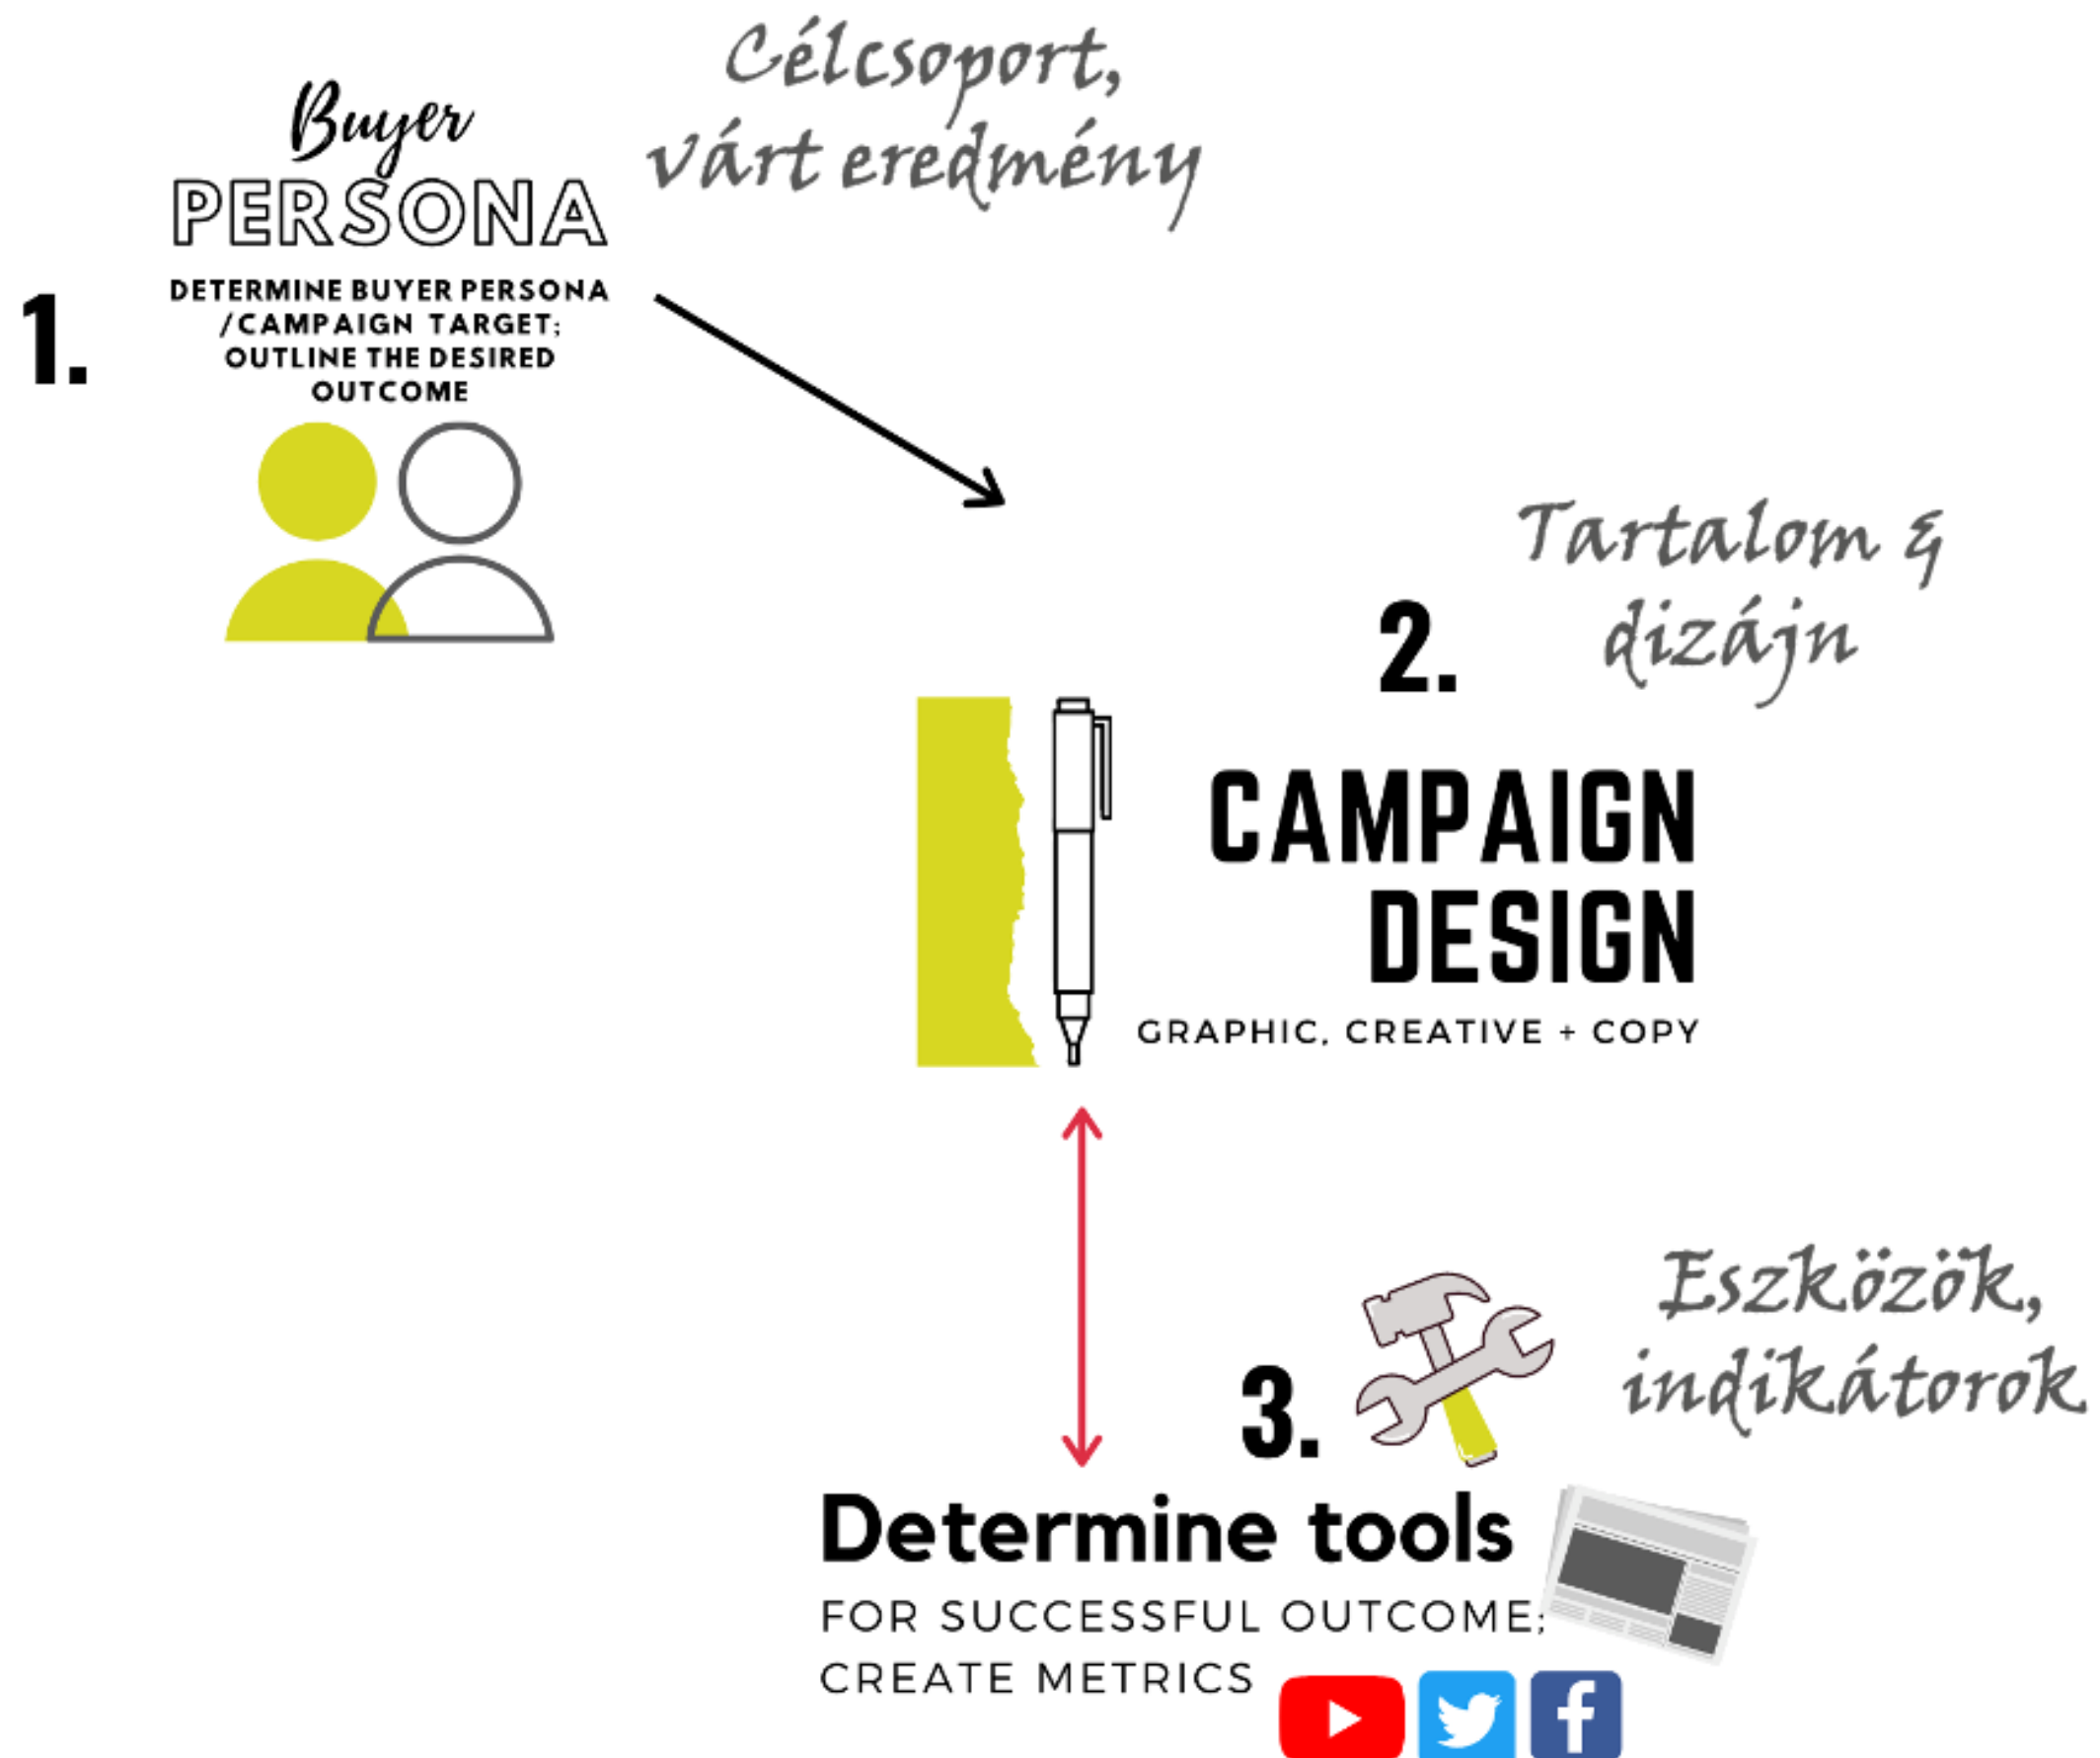 Célcsoport,
várt eredmény
Buyer
PERSONA
1.
DETERMINE BUYER PERSONA
/CAMPAIGN TARGET;
OUTLINE THE DESIRED
OUTCOME
Tartalom &
dizájn
2.
CAMPAIGN
DESIGN
GRAPHIC, CREATIVE + COPY
Eszközök,
indikátorok
3.
Determine tools
FOR SUCCESSFUL OUTCOME;
CREATE METRICS